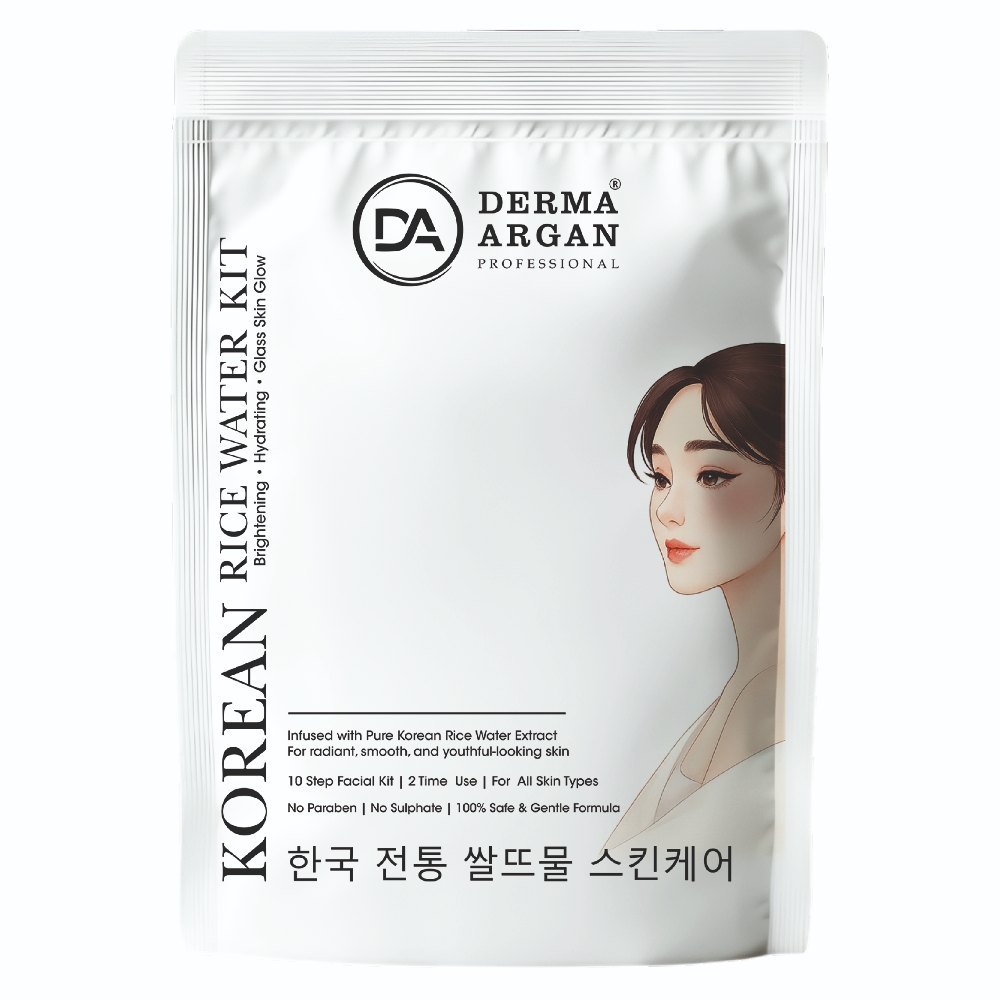 DA
DERMA ®
ARGAN
PROFESSIONAL
KOREAN RICE WATER KIT
Brightening • Hydrating • Glass Skin Glow
Infused with Pure Korean Rice Water Extract
For radiant, smooth, and youthful-looking skin
10 Step Facial Kit | 2 Time Use | For All Skin Types
No Paraben | No Sulphate | 100% Safe & Gentle Formula
한국 전통 쌀뜨물 스킨케어